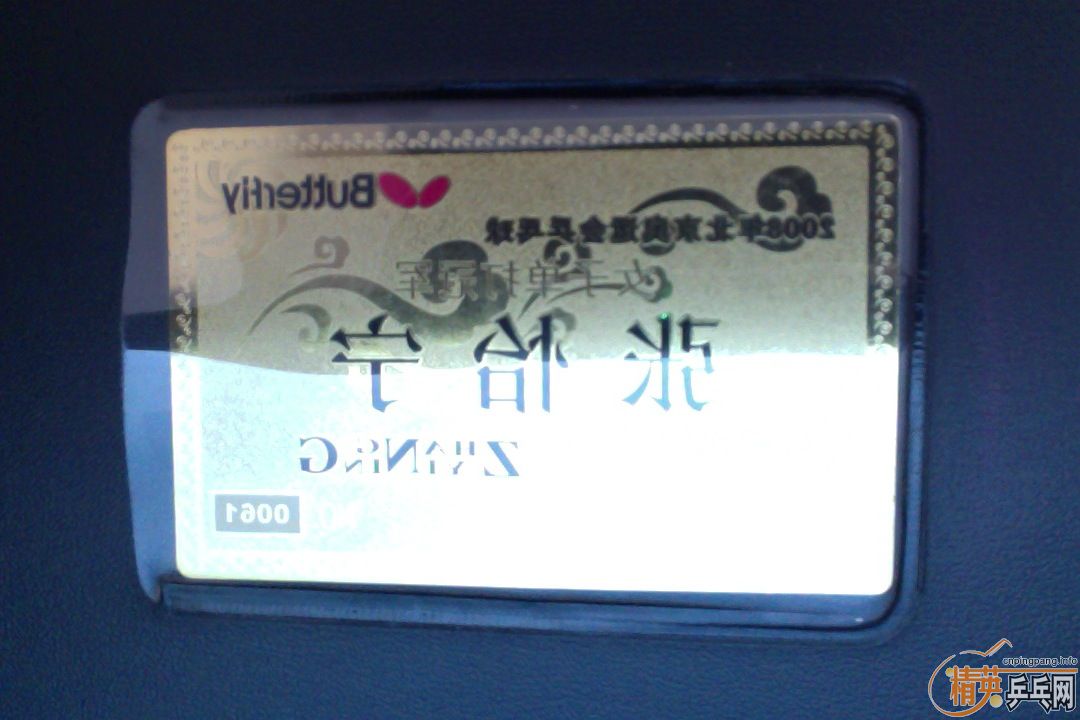 Butterfly
2008年北京奥运会乒乓球
女子单打冠军
张怡宁
0061
cnpingpang.info
精英乒乓网